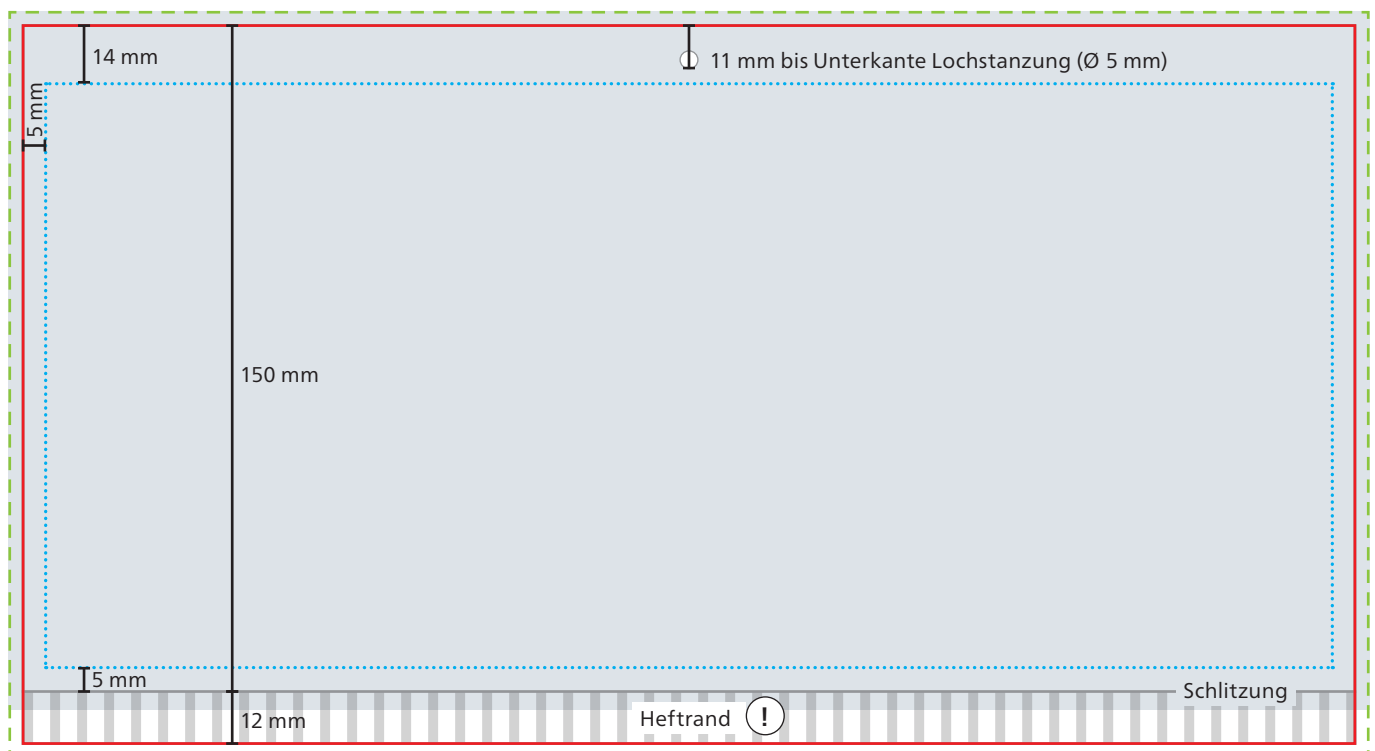 14 mm
11 mm bis Unterkante Lochstanzung (Ø 5 mm)
5 mm
150 mm
5 mm
Schlitzung
12 mm
Heftrand !